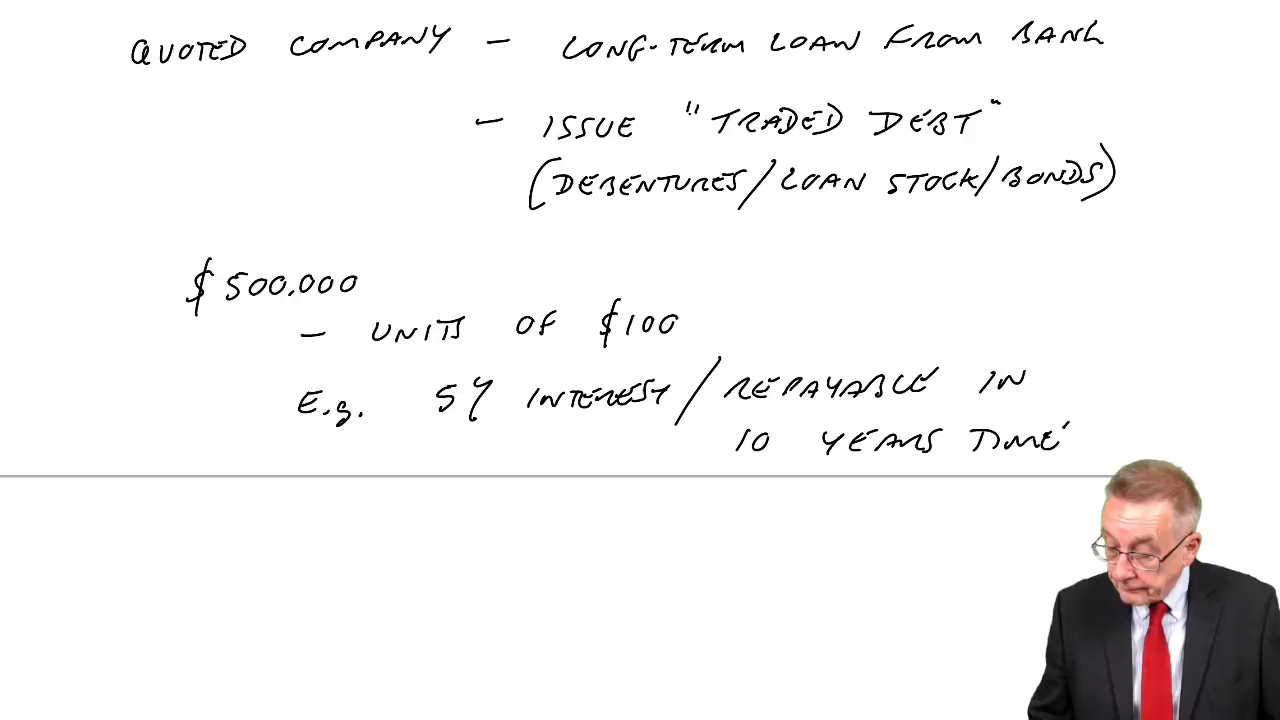 QUOTED COMPANY - LONG-TERM LOAN FROM BANK
- ISSUE "TRADED DEBT"
(DEBENTURES/LOAN STOCK/BONDS)
$500,000
- UNITS OF $100
E.g. 5% INTEREST/REPAYABLE IN
10 YEARS TIME